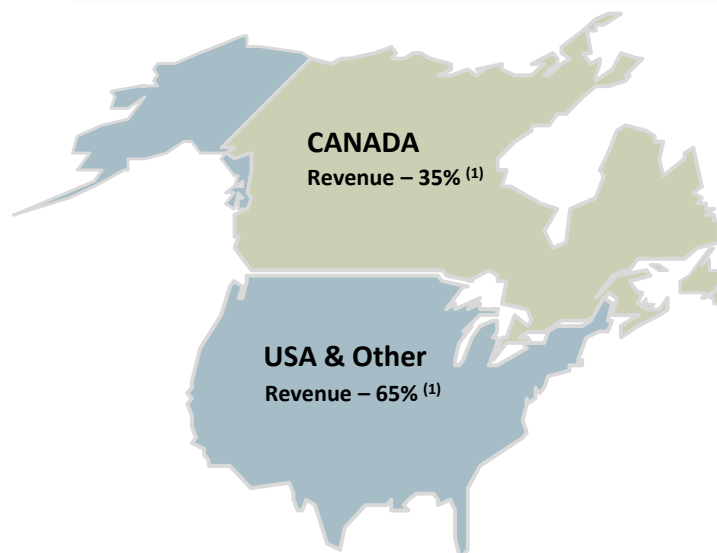 CANADA
Revenue – 35% (1)
USA & Other
Revenue – 65% (1)